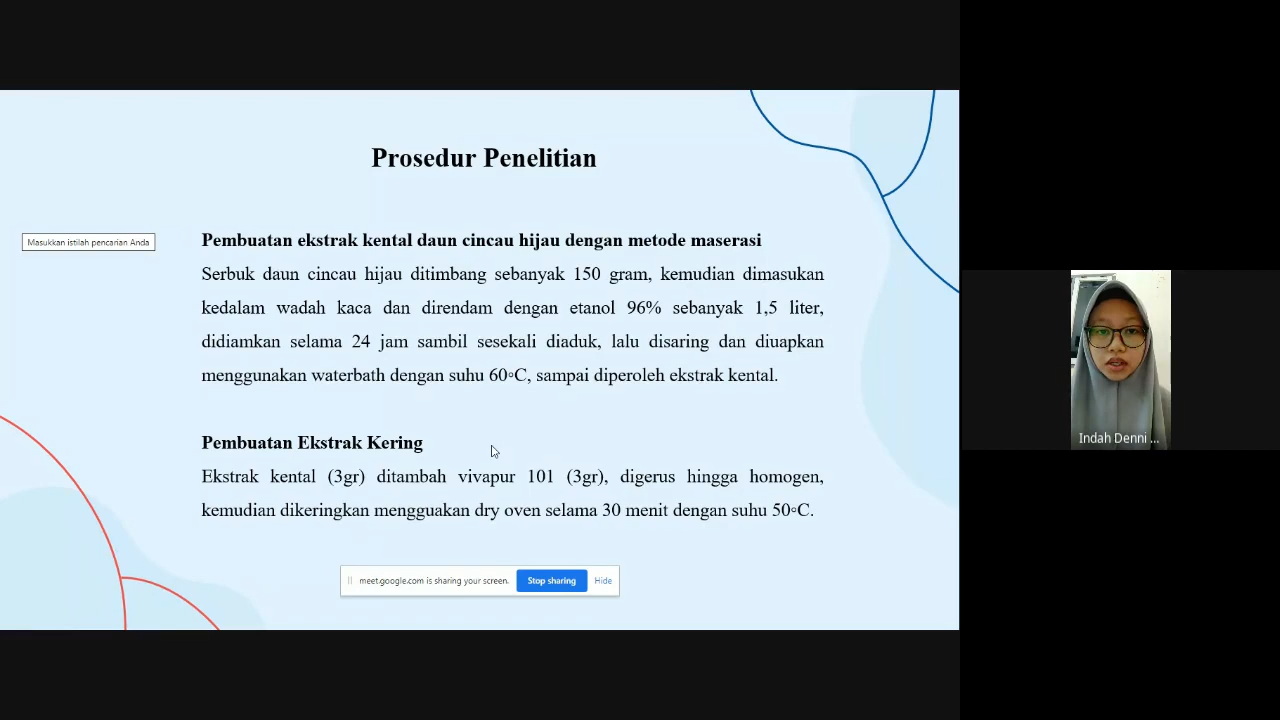 Prosedur Penelitian
Masukkan istilah pencarian Anda
Pembuatan ekstrak kental daun cincau hijau dengan metode maserasi
Serbuk daun cincau hijau ditimbang sebanyak 150 gram, kemudian dimasukan
kedalam wadah kaca dan direndam dengan etanol 96% sebanyak 1,5 liter,
didiamkan selama 24 jam sambil sesekali diaduk, lalu disaring dan diuapkan
menggunakan waterbath dengan suhu 60◦C, sampai diperoleh ekstrak kental.
Pembuatan Ekstrak Kering
Ekstrak kental (3gr) ditambah vivapur 101 (3gr), digerus hingga homogen,
kemudian dikeringkan mengguakan dry oven selama 30 menit dengan suhu 50◦C.
meet.google.com is sharing your screen.
Stop sharing
Hide
Indah Denni ...